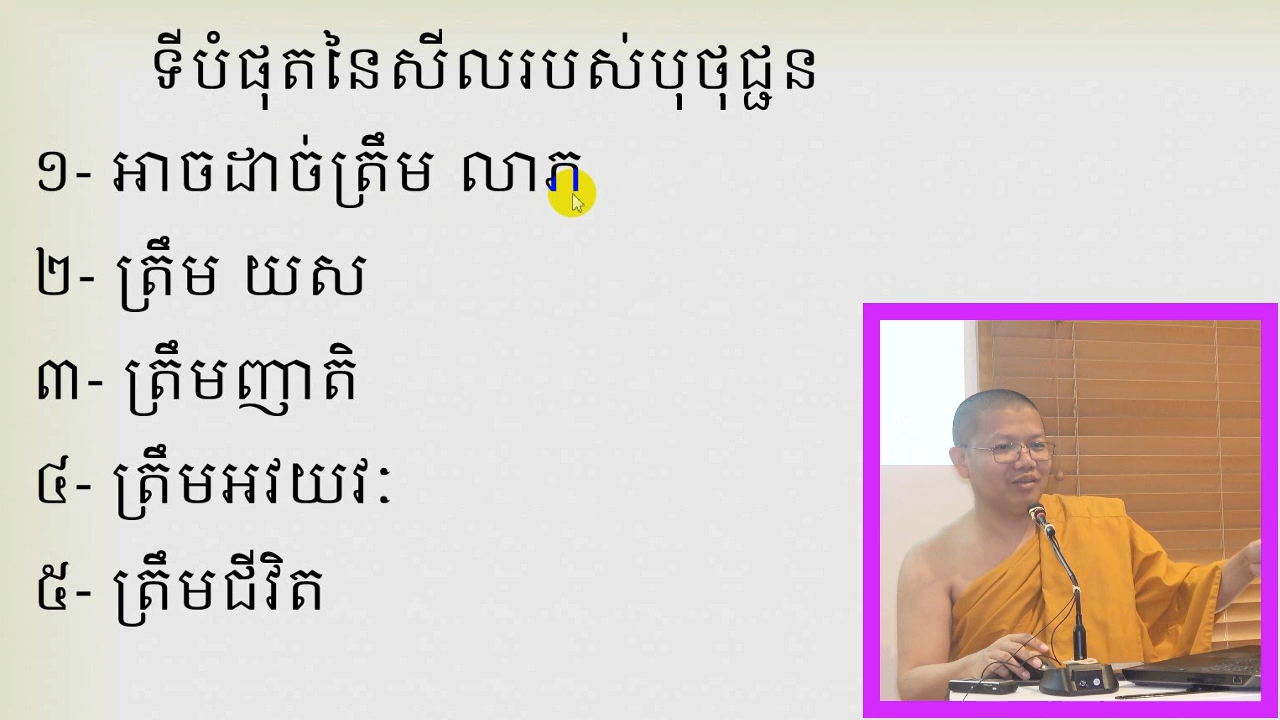 ទីបំផុតនៃសីលរបស់បុថុជ្ជន
១- អាចដាច់ត្រឹម លាភ
២- ត្រឹម យស
៣- ត្រឹមញាតិ
៤- ត្រឹមអវយវៈ
៥- ត្រឹមជីវិត